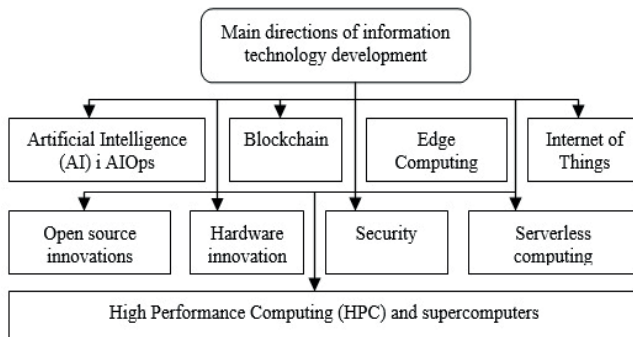 Main directions of information
technology development
Artificial Intelligence
(AI) i AIOps
Blockchain
Edge
Computing
Internet of
Things
Open source
innovations
Hardware
innovation
Security
Serverless
computing
High Performance Computing (HPC) and supercomputers